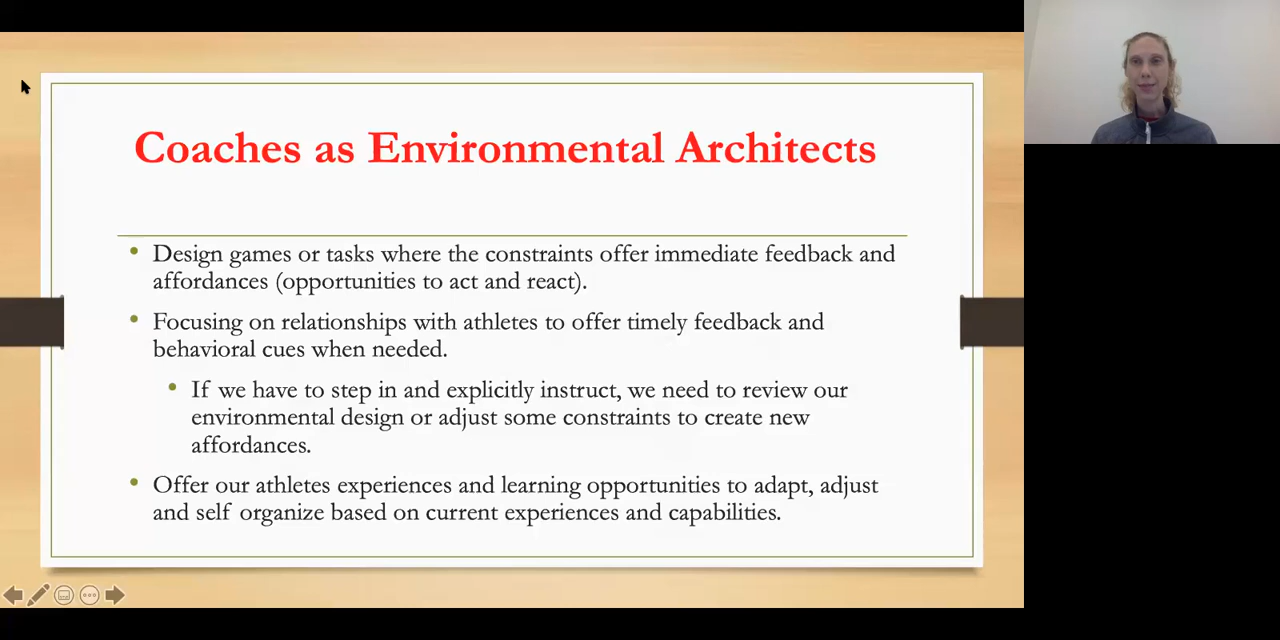 Coaches as Environmental Architects
• Design games or tasks where the constraints offer immediate feedback and
affordances (opportunities to act and react).
• Focusing on relationships with athletes to offer timely feedback and
behavioral cues when needed.
• If we have to step in and explicitly instruct, we need to review our
environmental design or adjust some constraints to create new
affordances.
• Offer our athletes experiences and learning opportunities to adapt, adjust
and self organize based on current experiences and capabilities.